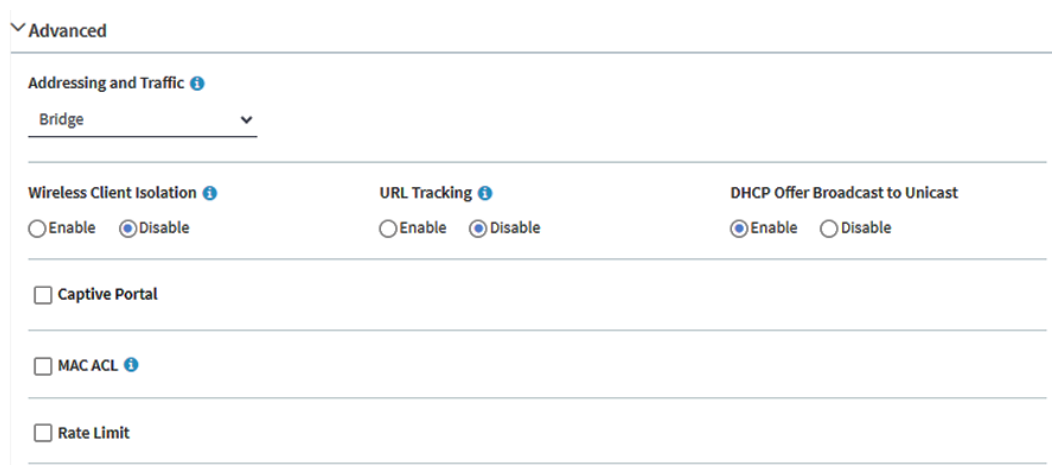 Advanced
Addressing and Traffic
Bridge
Wireless Client Isolation URL Tracking DHCP Offer Broadcast to Unicast
Enable Disable Enable Disable Enable Disable
Captive Portal
MAC ACL
Rate Limit